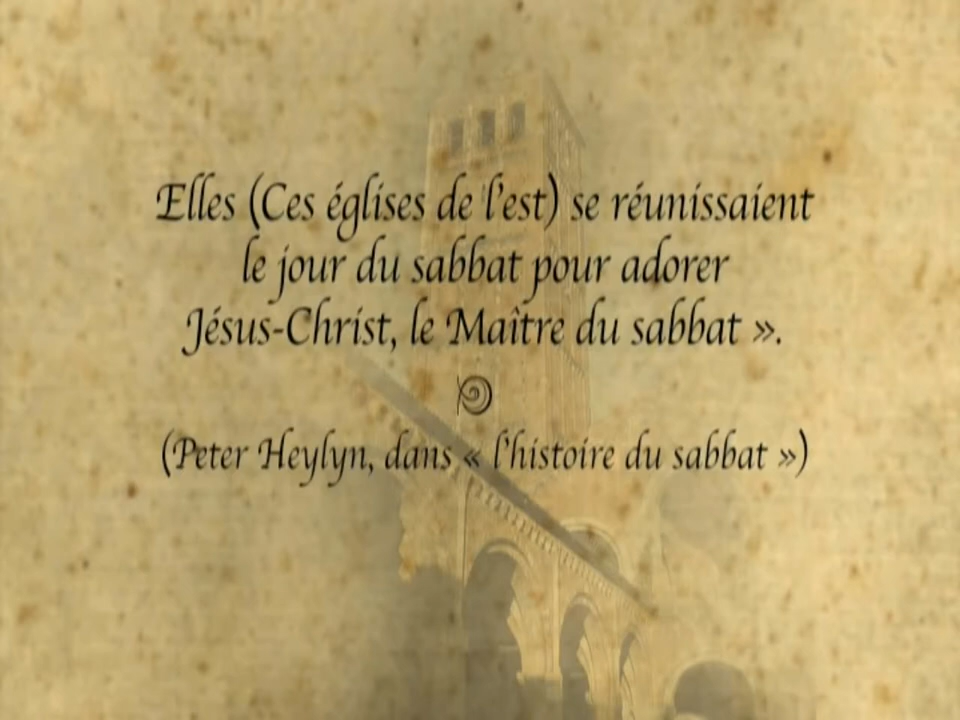 Elles (Ces églises de l'est) se réunissaient
le jour du sabbat pour adorer
Jésus-Christ, le Maître du sabbat ».
(Peter Heylyn, dans « l'histoire du sabbat »)